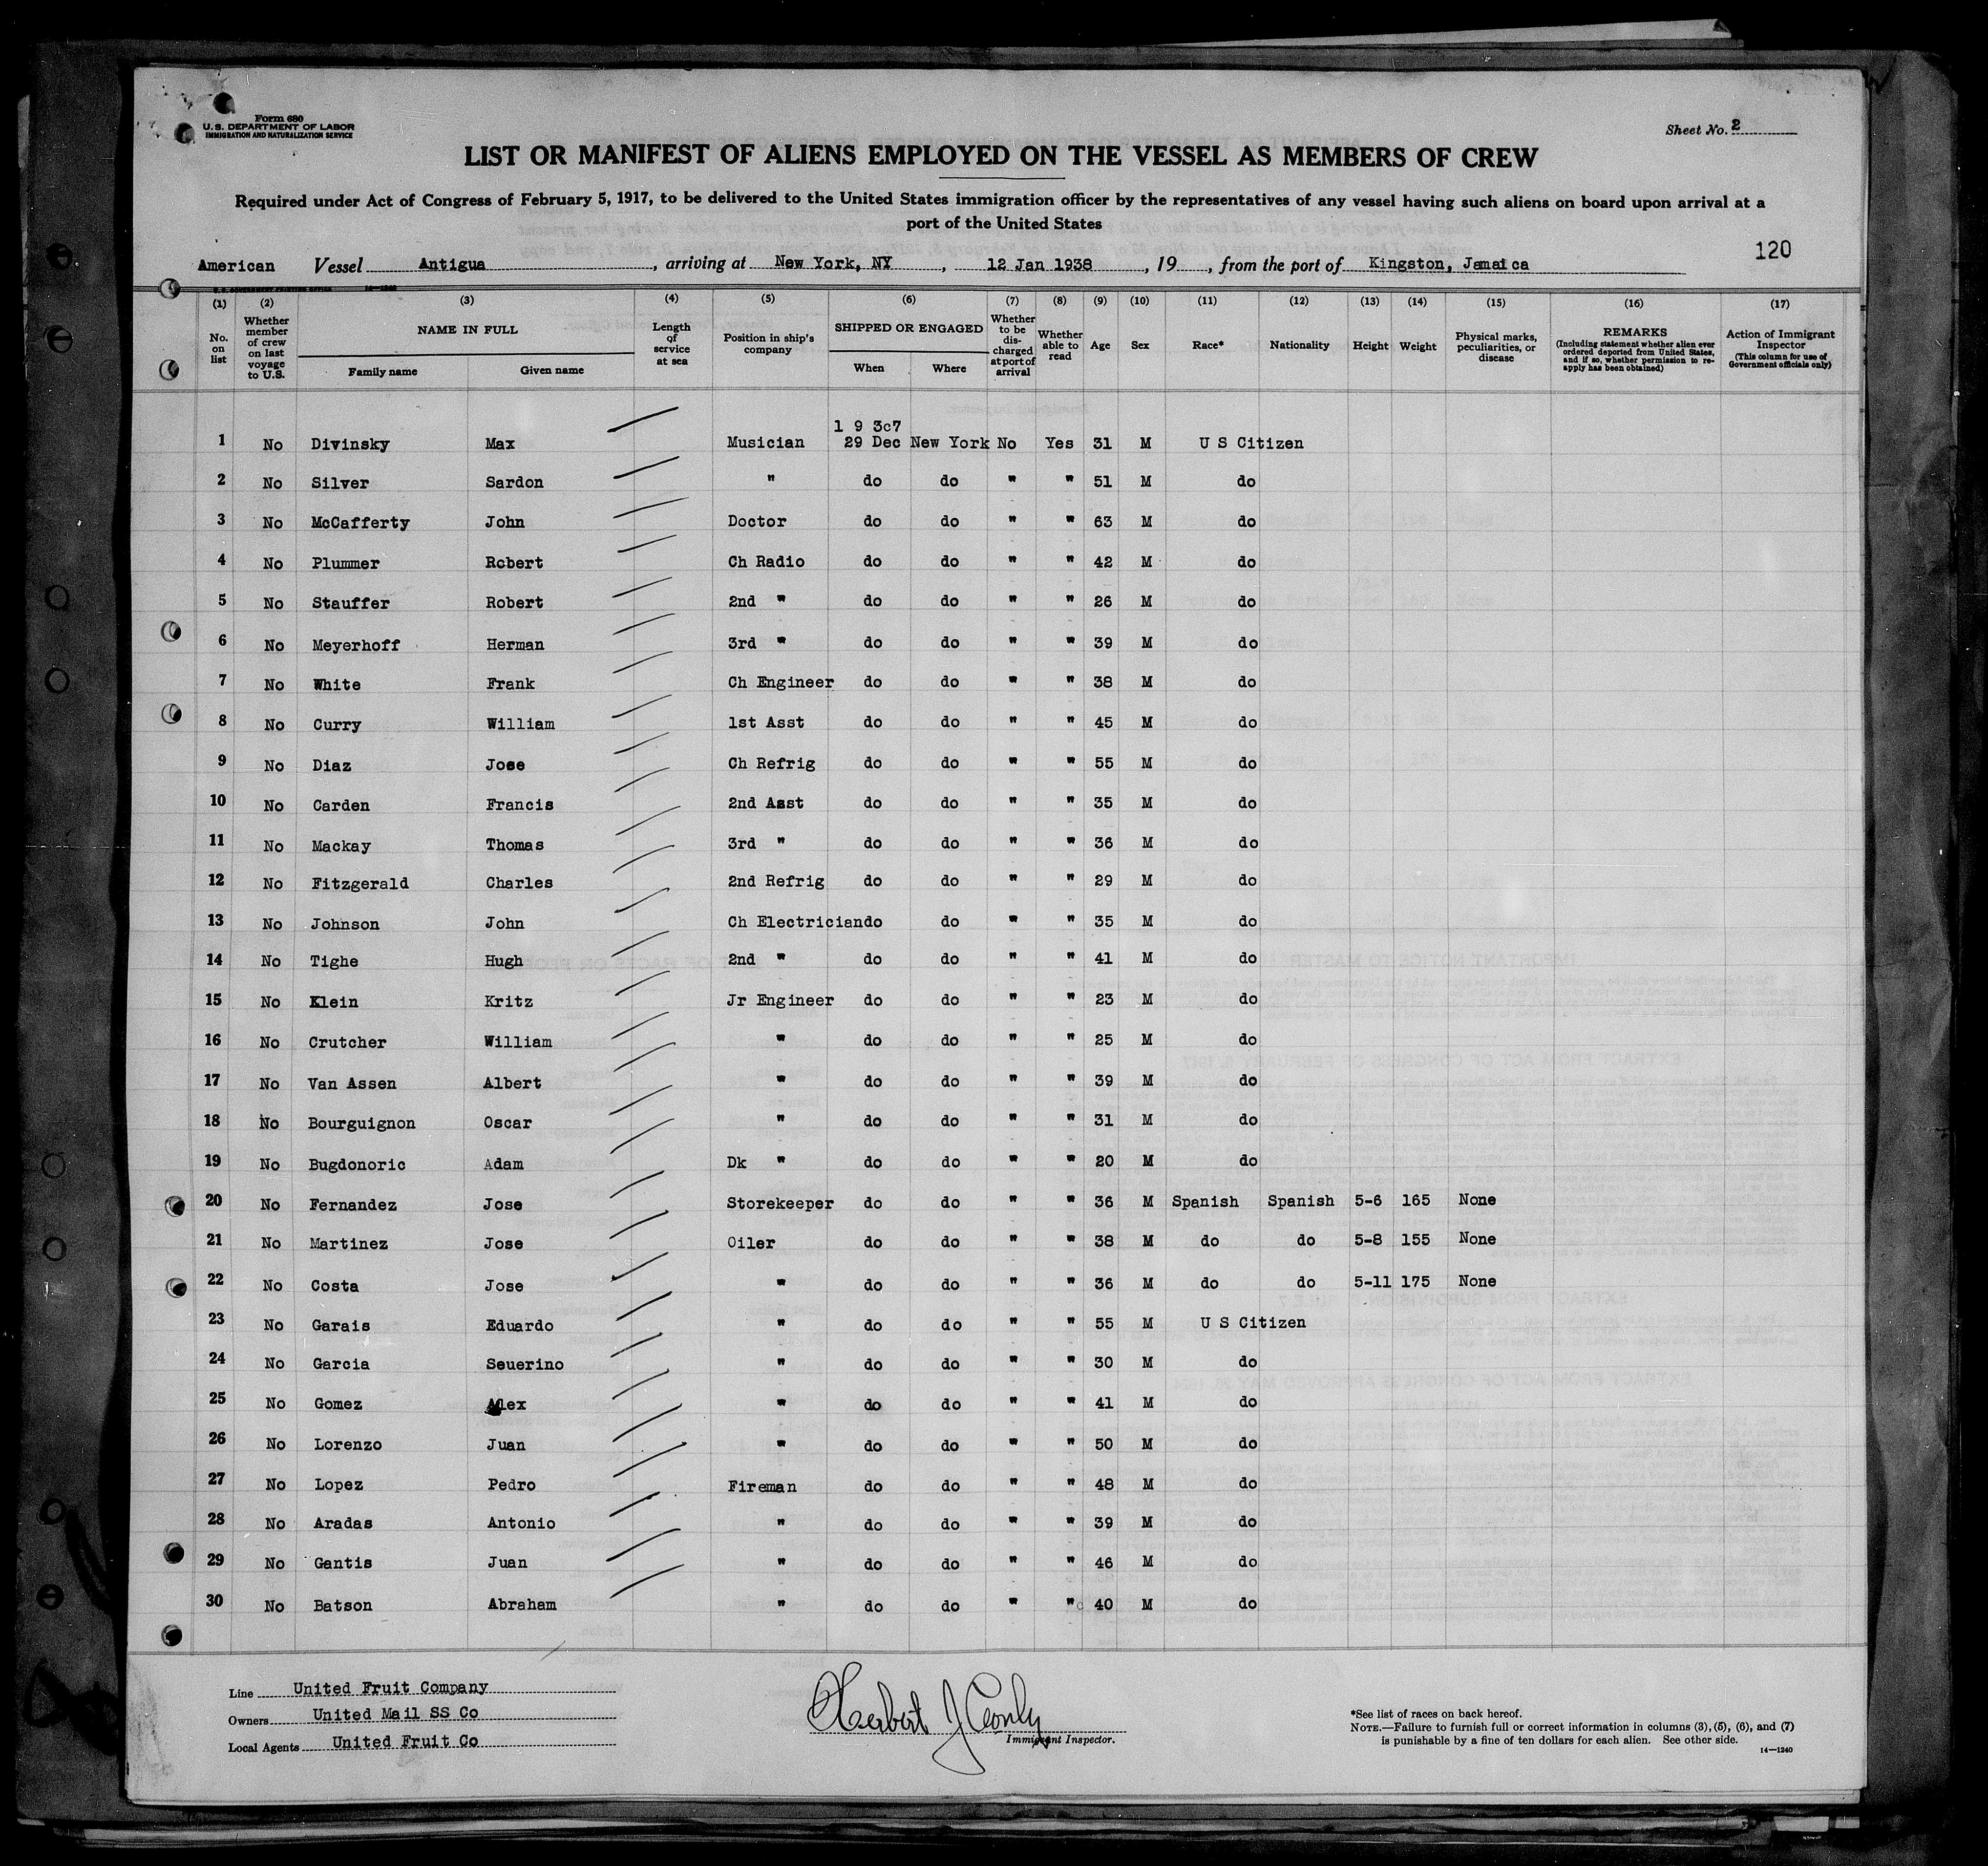 Form 680
U. S. DEPARTMENT OF LABOR
IMMIGRATION AND NATURALIZATION SERVICE
Sheet No. 2
LIST OR MANIFEST OF ALIENS EMPLOYED ON THE VESSEL AS MEMBERS OF CREW
Required under Act of Congress of February 5, 1917, to be delivered to the United States immigration officer by the representatives of any vessel having such aliens on board upon arrival at a
port of the United States
120
American Vessel Antigua, arriving at New York, NY, 12 Jan 1938, 19, from the port of Kingston, Jamaica
(1) (2) (3) (4) (5) (6) (7) (8) (9) (10) (11) (12) (13) (14) (15) (16) (17)
No. on list Whether member of crew on last voyage to U.S. NAME IN FULL Family name Given name Length of service at sea Position in ship's company SHIPPED OR ENGAGED When Where Whether to be discharged at port of arrival Whether able to read Age Sex Race* Nationality Height Weight Physical marks, peculiarities, or disease REMARKS (Including statement whether alien ever ordered deported from United States, and if so, whether permission to reapply has been obtained) Action of Immigrant Inspector (This column for use of Government officials only)
1 9 3c7
1 No Divinsky Max Musician 29 Dec New York No Yes 31 M U S Citizen
2 No Silver Sardon " do do " " 51 M do
3 No McCafferty John Doctor do do " " 63 M do
4 No Plummer Robert Ch Radio do do " " 42 M do
5 No Stauffer Robert 2nd " do do " " 26 M do
6 No Meyerhoff Herman 3rd " do do " " 39 M do
7 No White Frank Ch Engineer do do " " 38 M do
8 No Curry William 1st Asst do do " " 45 M do
9 No Diaz Jose Ch Refrig do do " " 55 M do
10 No Carden Francis 2nd Asst do do " " 35 M do
11 No Mackay Thomas 3rd " do do " " 36 M do
12 No Fitzgerald Charles 2nd Refrig do do " " 29 M do
13 No Johnson John Ch Electriciando do " " 35 M do
14 No Tighe Hugh 2nd " do do " " 41 M do
15 No Klein Kritz Jr Engineer do do " " 23 M do
16 No Crutcher William " do do " " 25 M do
17 No Van Assen Albert " do do " " 39 M do
18 No Bourguignon Oscar " do do " " 31 M do
19 No Bugdonoric Adam Dk " do do " " 20 M do
20 No Fernandez Jose Storekeeper do do " " 36 M Spanish Spanish 5-6 165 None
21 No Martinez Jose Oiler do do " " 38 M do do 5-8 155 None
22 No Costa Jose " do do " " 36 M do do 5-11 175 None
23 No Garais Eduardo " do do " " 55 M U S Citizen
24 No Garcia Seuerino " do do " " 30 M do
25 No Gomez Alex " do do " " 41 M do
26 No Lorenzo Juan " do do " " 50 M do
27 No Lopez Pedro Fireman do do " " 48 M do
28 No Aradas Antonio " do do " " 39 M do
29 No Gantis Juan " do do " " 46 M do
30 No Batson Abraham " do do " " 40 M do
Line United Fruit Company
Owners United Mail SS Co
Local Agents United Fruit Co
Herbert J Conly
Immigrant Inspector.
*See list of races on back hereof.
NOTE.—Failure to furnish full or correct information in columns (3), (5), (6), and (7)
is punishable by a fine of ten dollars for each alien. See other side.
14—1240